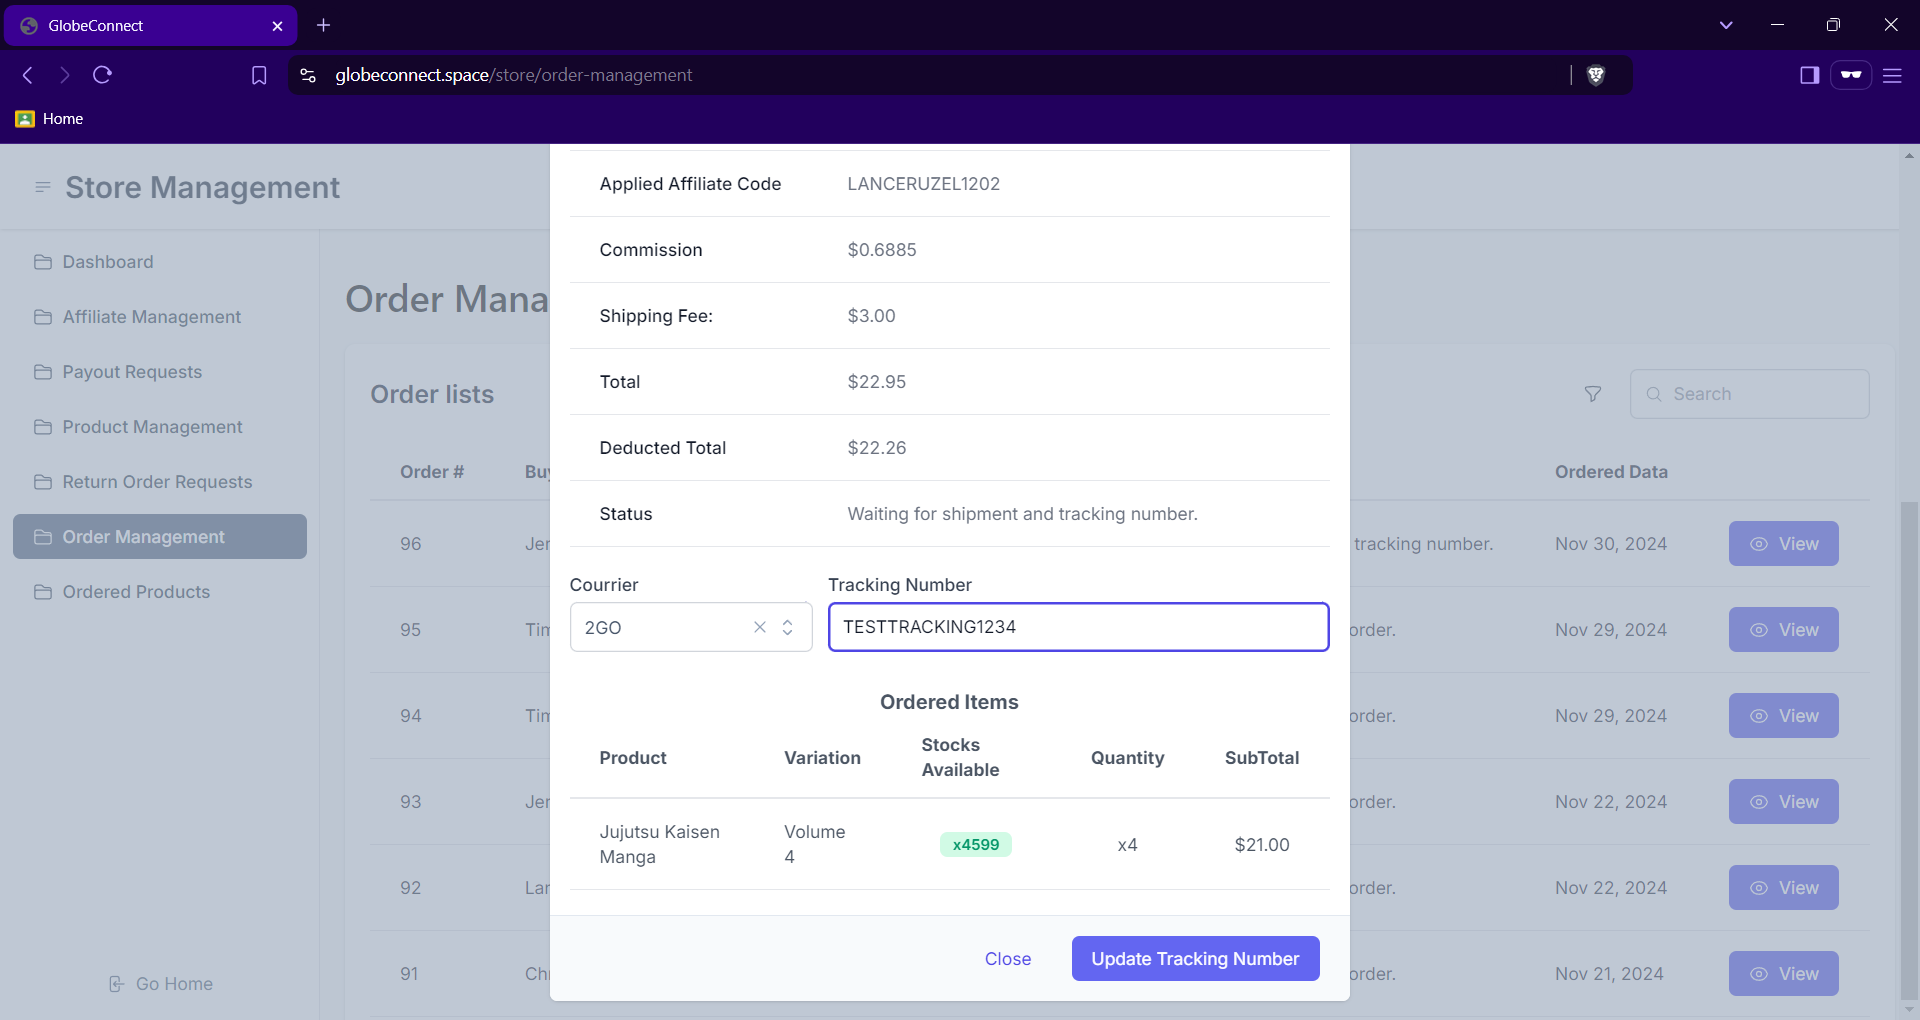 GlobeConnect
globeconnect.space/store/order-management
Home
Store Management
Dashboard
Affiliate Management
Payout Requests
Product Management
Return Order Requests
Order Management
Ordered Products
Go Home
Order Mana
Order lists
Search
Order # Buy Ordered Data
96 Jer tracking number. Nov 30, 2024 View
95 Tim order. Nov 29, 2024 View
94 Tim order. Nov 29, 2024 View
93 Jer order. Nov 22, 2024 View
92 Lar order. Nov 22, 2024 View
91 Chi order. Nov 21, 2024 View
Applied Affiliate Code LANCERUZEL1202
Commission $0.6885
Shipping Fee: $3.00
Total $22.95
Deducted Total $22.26
Status Waiting for shipment and tracking number.
Courrier Tracking Number
2GO TESTTRACKING1234
Ordered Items
Product Variation Stocks Available Quantity SubTotal
Jujutsu Kaisen Manga Volume 4 x4599 x4 $21.00
Close Update Tracking Number